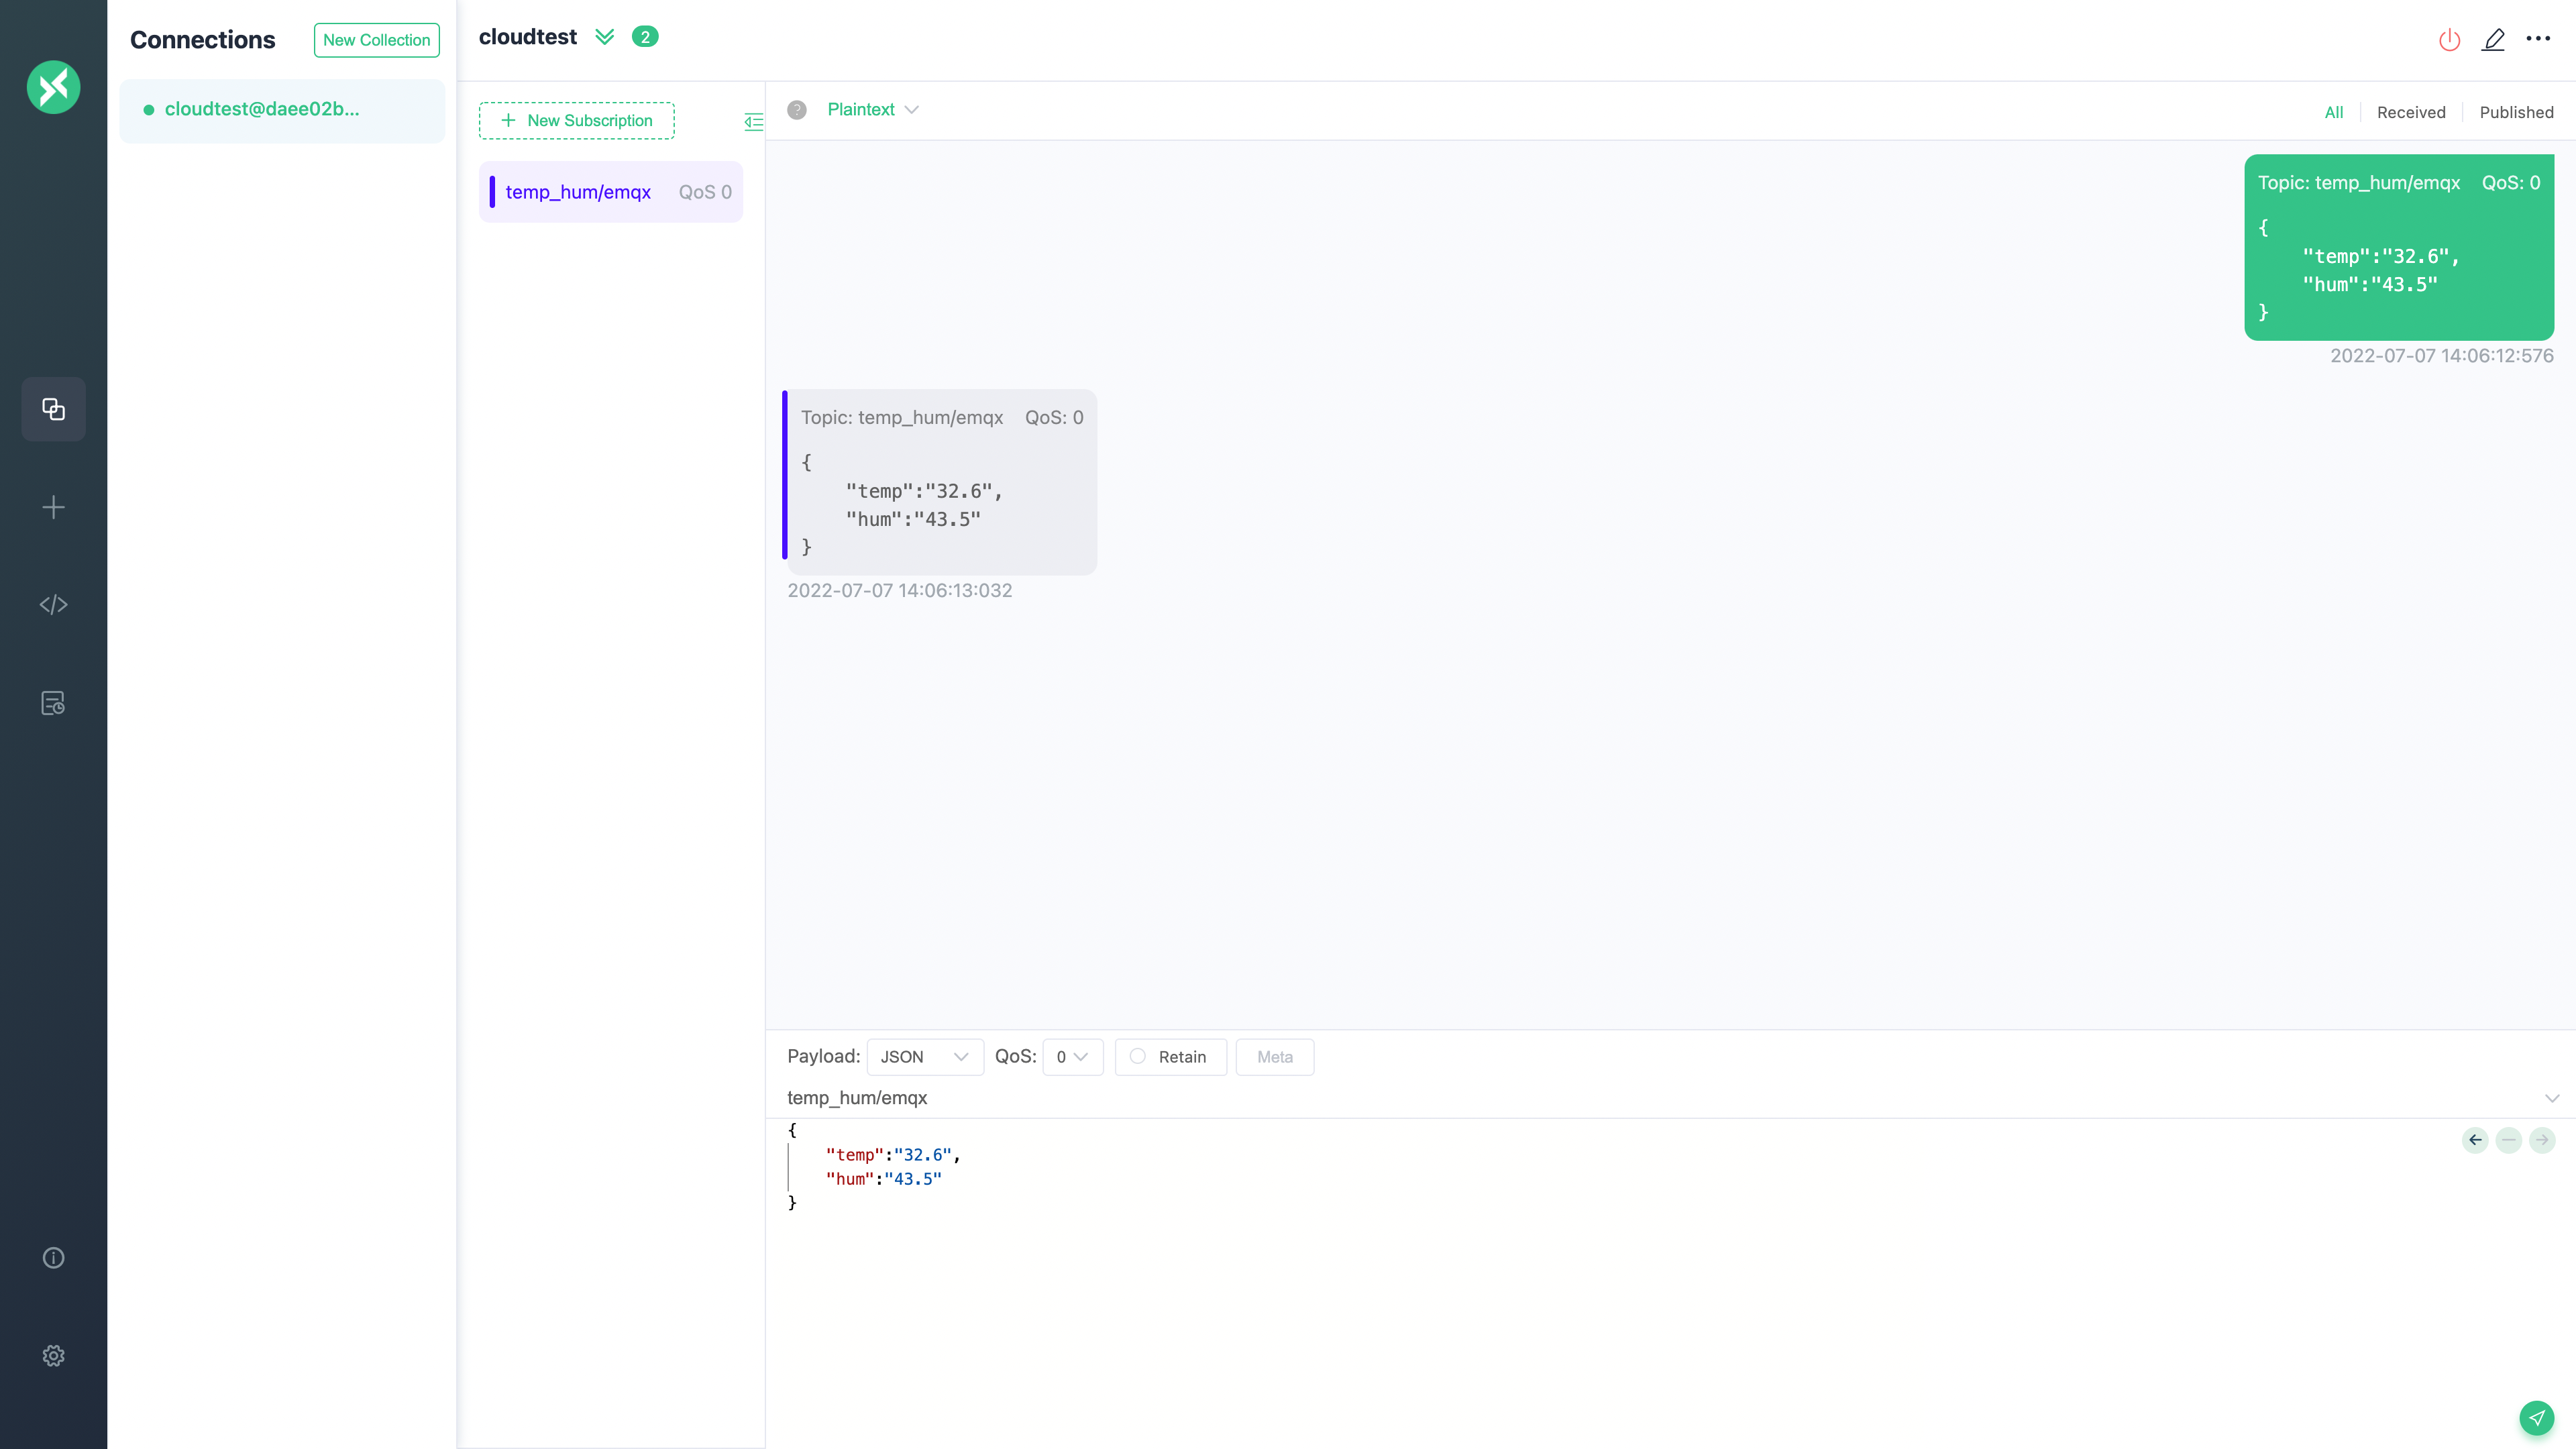 Connections
New Collection
cloudtest@daee02b...
cloudtest
2
New Subscription
temp_hum/emqx QoS 0
Plaintext
All Received Published
Topic: temp_hum/emqx QoS: 0
{
"temp":"32.6",
"hum":"43.5"
}
2022-07-07 14:06:12:576
Topic: temp_hum/emqx QoS: 0
{
"temp":"32.6",
"hum":"43.5"
}
2022-07-07 14:06:13:032
Payload: JSON QoS: 0 Retain Meta
temp_hum/emqx
{
"temp":"32.6",
"hum":"43.5"
}